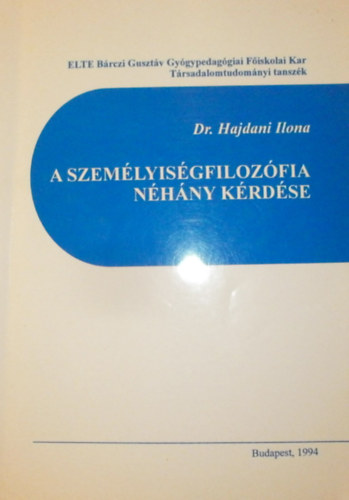 ELTE Bárczi Gusztáv Gyógypedagógiai Főiskolai Kar
Társadalomtudományi tanszék
Dr. Hajdani Ilona
A SZEMÉLYISÉGFILOZÓFIA
NÉHÁNY KÉRDÉSE
Budapest, 1994